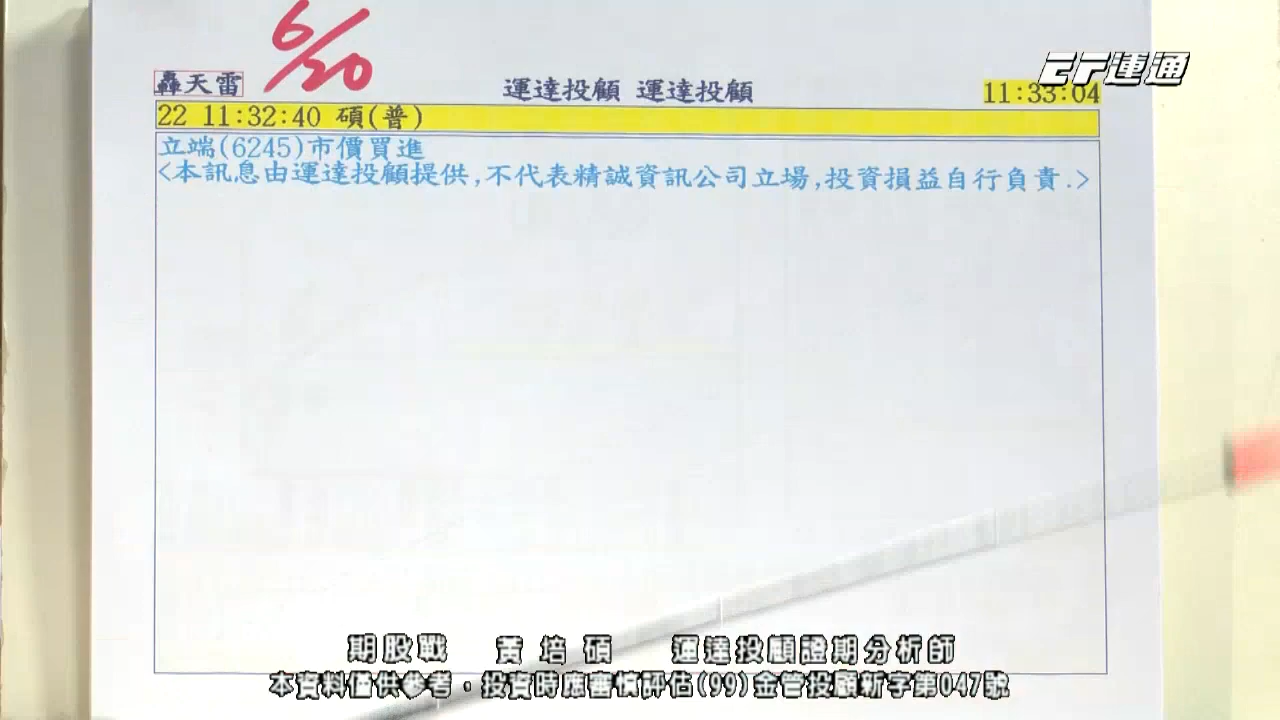 6/20
轟天雷
運達投顧 運達投顧
11:33:04
運通
22 11:32:40 碩(普)
立端(6245)市價買進
<本訊息由運達投顧提供,不代表精誠資訊公司立場,投資損益自行負責.>
期股戰 黃培碩 運達投顧證期分析師
本資料僅供參考。投資時應審慎評估(99)金管投顧新字第047號